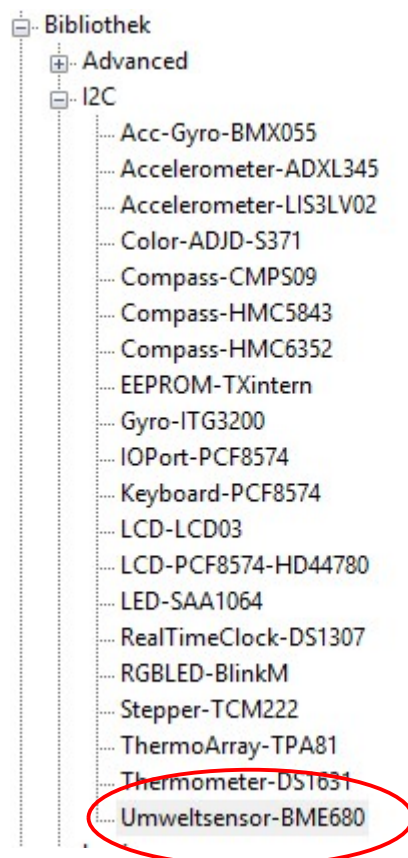 Bibliothek
Advanced
I2C
Acc-Gyro-BMX055
Accelerometer-ADXL345
Accelerometer-LIS3LV02
Color-ADJD-S371
Compass-CMPS09
Compass-HMC5843
Compass-HMC6352
EEPROM-TXintern
Gyro-ITG3200
IOPort-PCF8574
Keyboard-PCF8574
LCD-LCD03
LCD-PCF8574-HD44780
LED-SAA1064
RealTimeClock-DS1307
RGBLED-BlinkM
Stepper-TCM222
ThermoArray-TPA81
Thermometer-DS1631
Umweltsensor-BME680